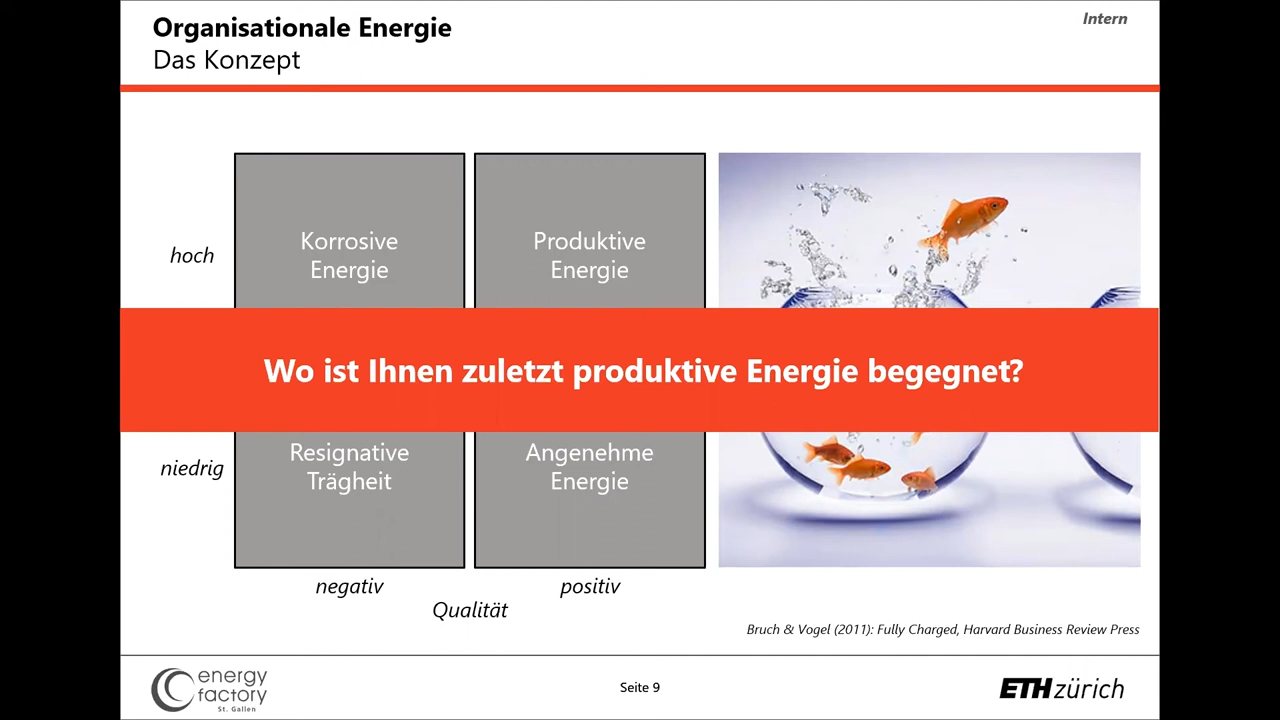 Organisationale Energie
Das Konzept
Intern
hoch
Korrosive
Energie
Produktive
Energie
Wo ist Ihnen zuletzt produktive Energie begegnet?
niedrig
Resignative
Trägheit
Angenehme
Energie
negativ
positiv
Qualität
Bruch & Vogel (2011): Fully Charged, Harvard Business Review Press
energy
factory
St. Gallen
Seite 9
ETH zürich